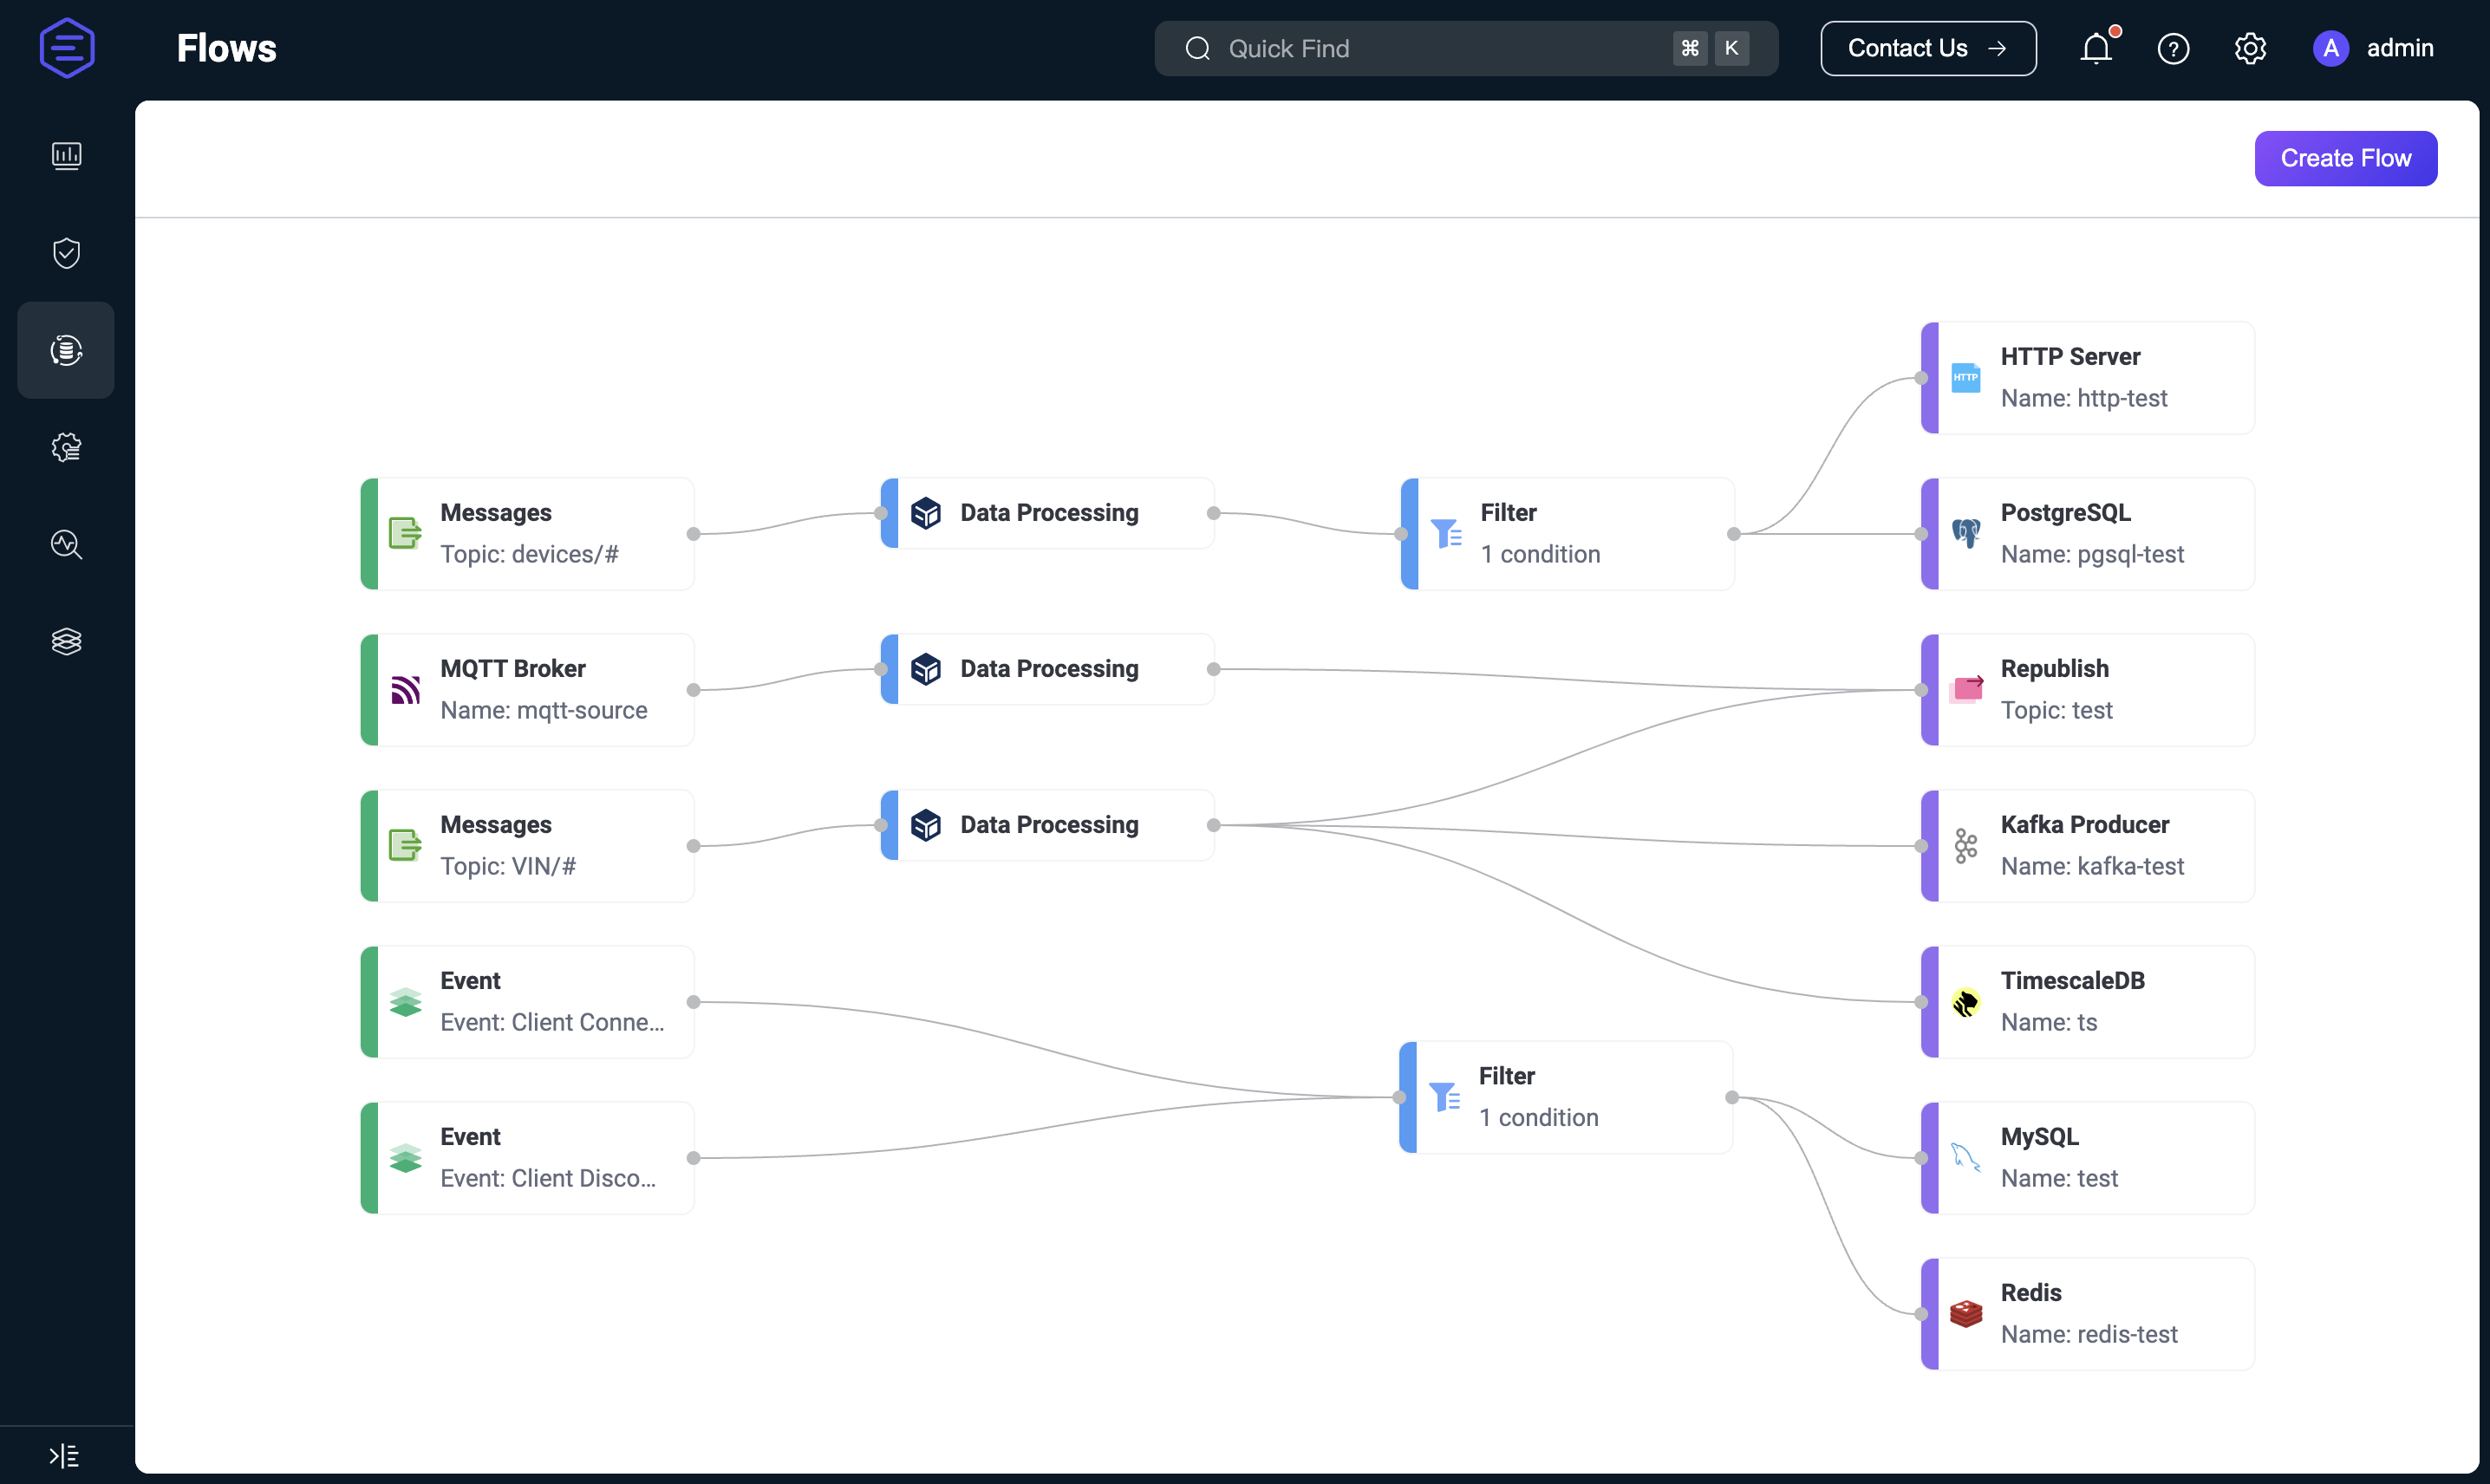 Flows
Quick Find
⌘ K
Contact Us →
A
admin
Create Flow
HTTP
HTTP Server
Name: http-test
Messages
Topic: devices/#
Data Processing
Filter
1 condition
PostgreSQL
Name: pgsql-test
MQTT Broker
Name: mqtt-source
Data Processing
Republish
Topic: test
Messages
Topic: VIN/#
Data Processing
Kafka Producer
Name: kafka-test
Event
Event: Client Conne...
TimescaleDB
Name: ts
Filter
1 condition
Event
Event: Client Disco...
MySQL
Name: test
Redis
Name: redis-test